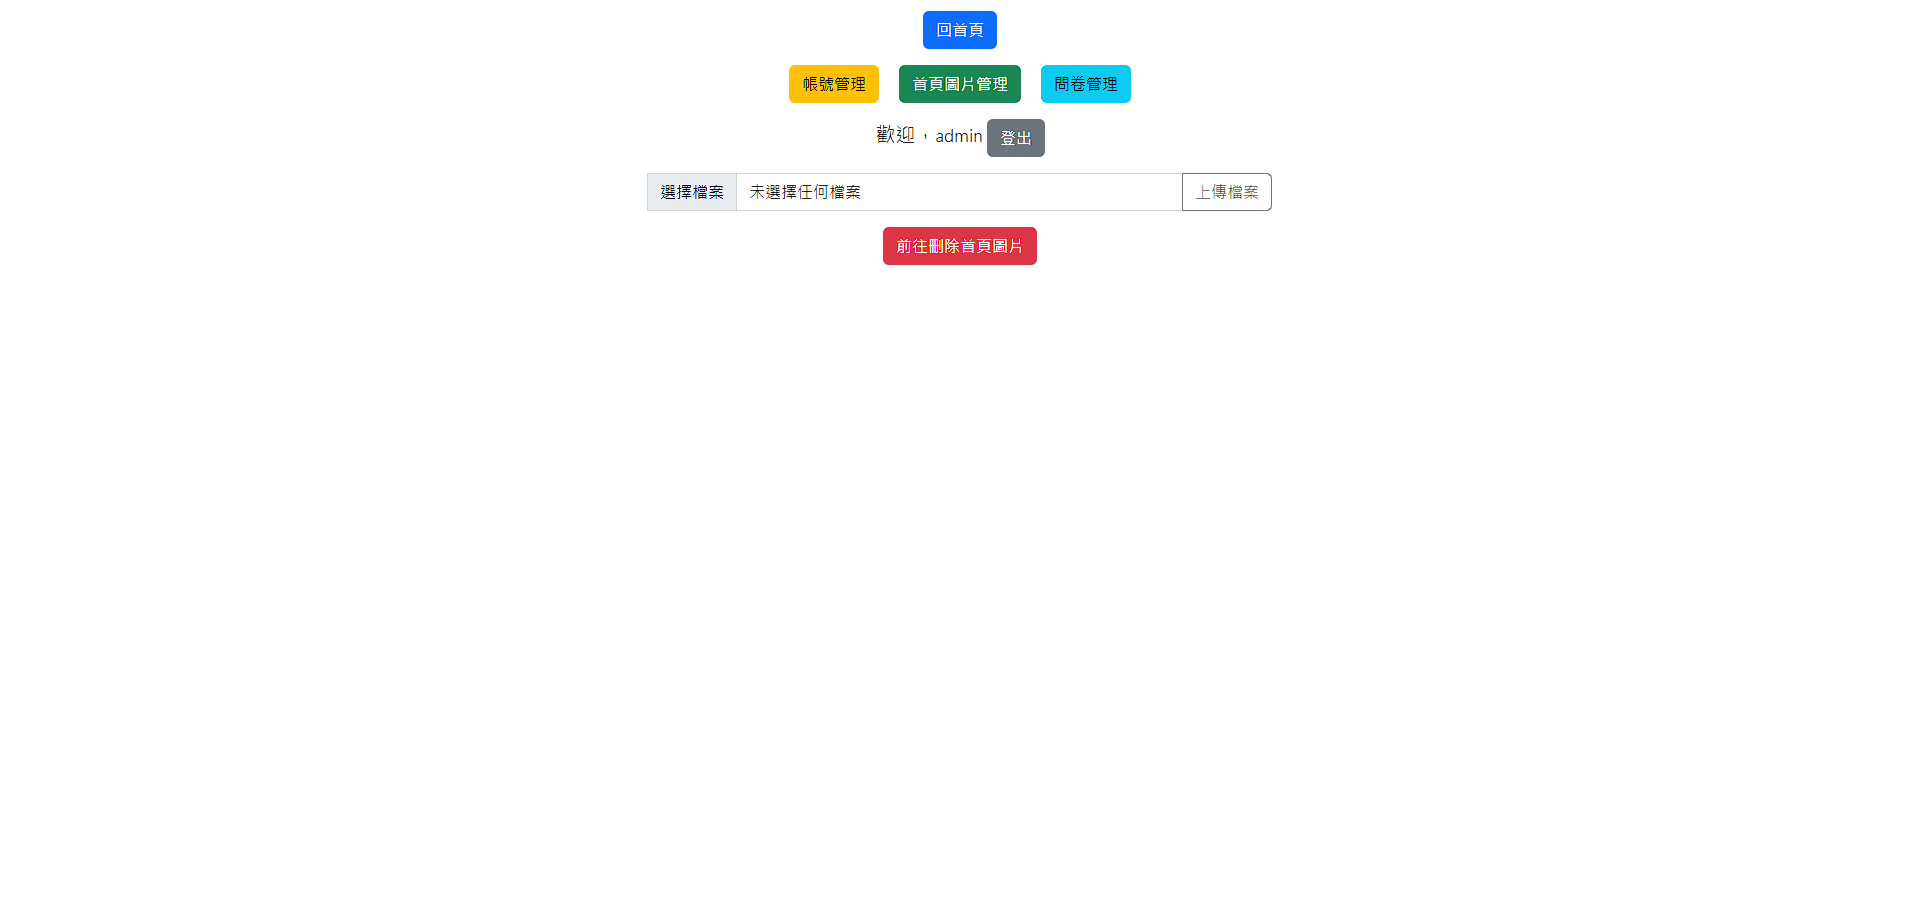 回首頁
帳號管理 首頁圖片管理 問卷管理
歡迎，admin 登出
選擇檔案 未選擇任何檔案 上傳檔案
前往刪除首頁圖片